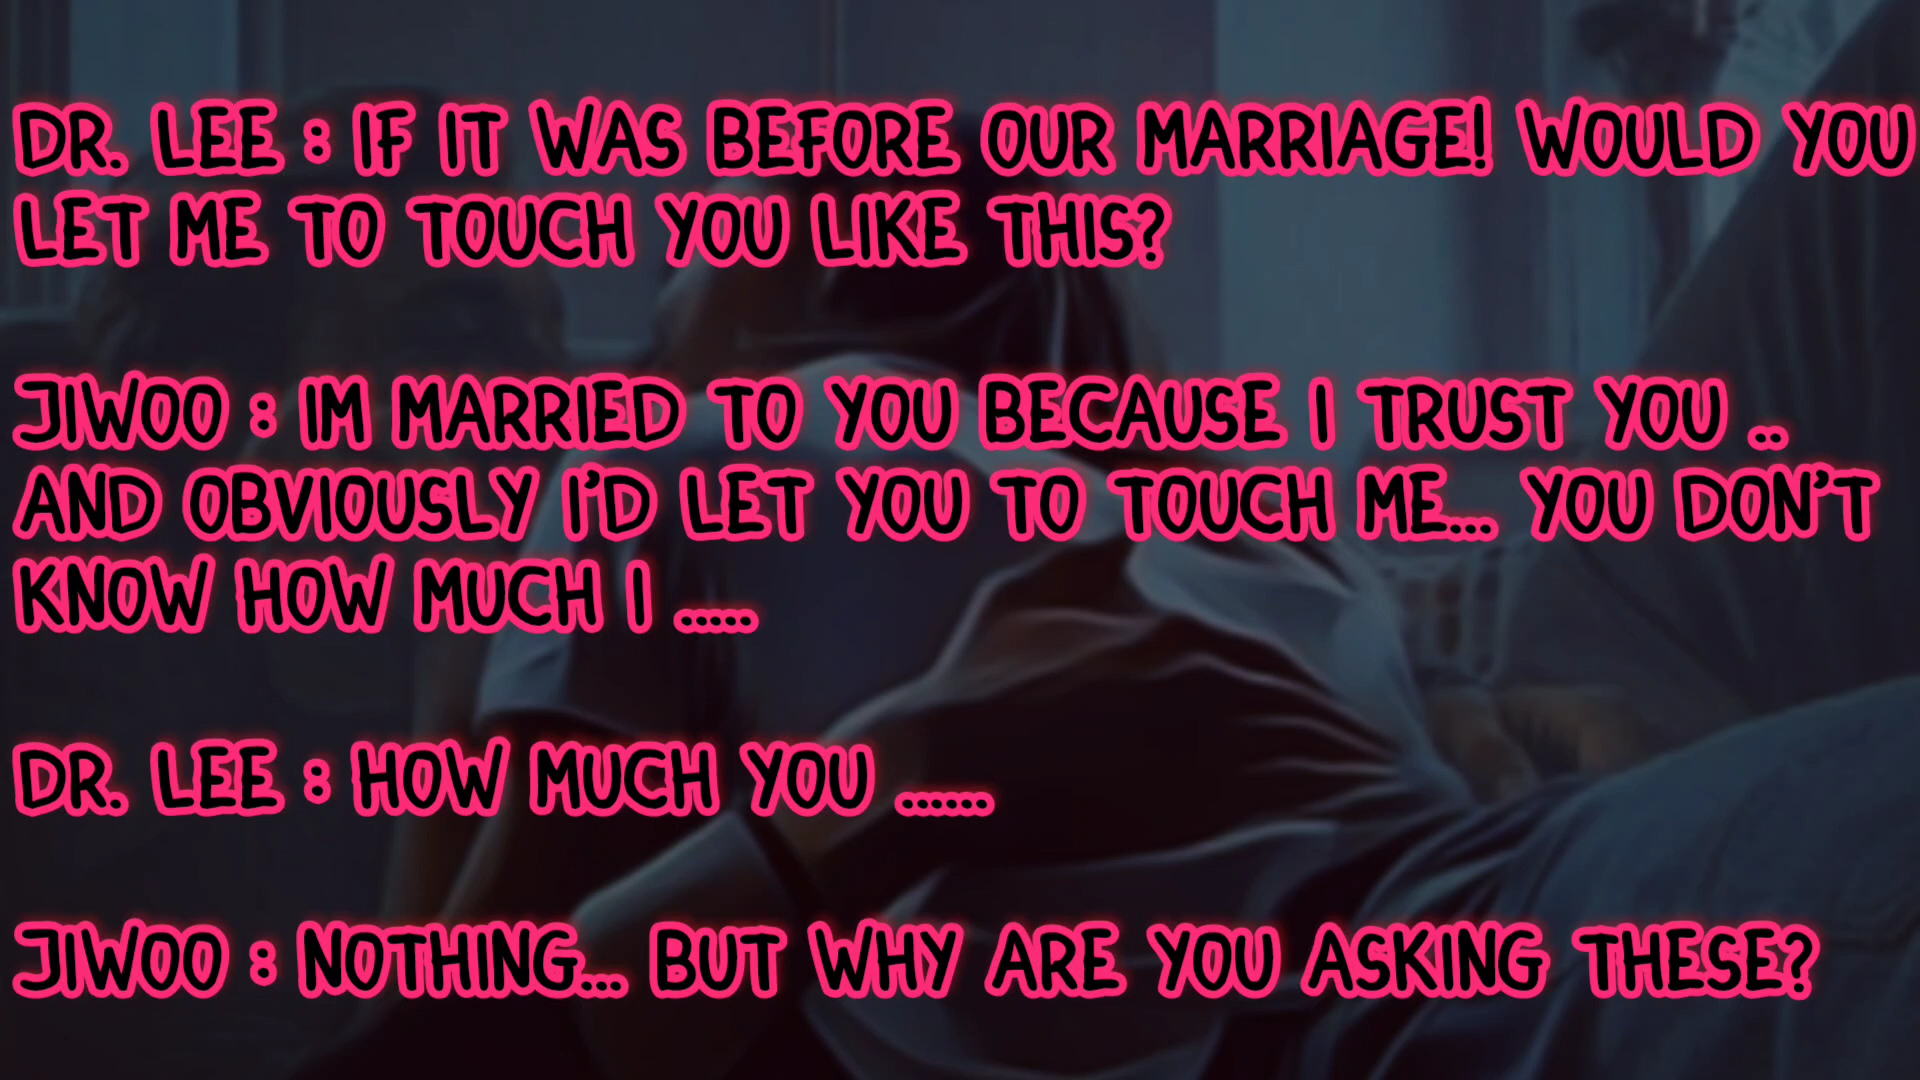 DR. LEE : IF IT WAS BEFORE OUR MARRIAGE! WOULD YOU
LET ME TO TOUCH YOU LIKE THIS?
JIWOO : IM MARRIED TO YOU BECAUSE I TRUST YOU ..
AND OBVIOUSLY I'D LET YOU TO TOUCH ME... YOU DON'T
KNOW HOW MUCH I .....
DR. LEE : HOW MUCH YOU ......
JIWOO : NOTHING... BUT WHY ARE YOU ASKING THESE?